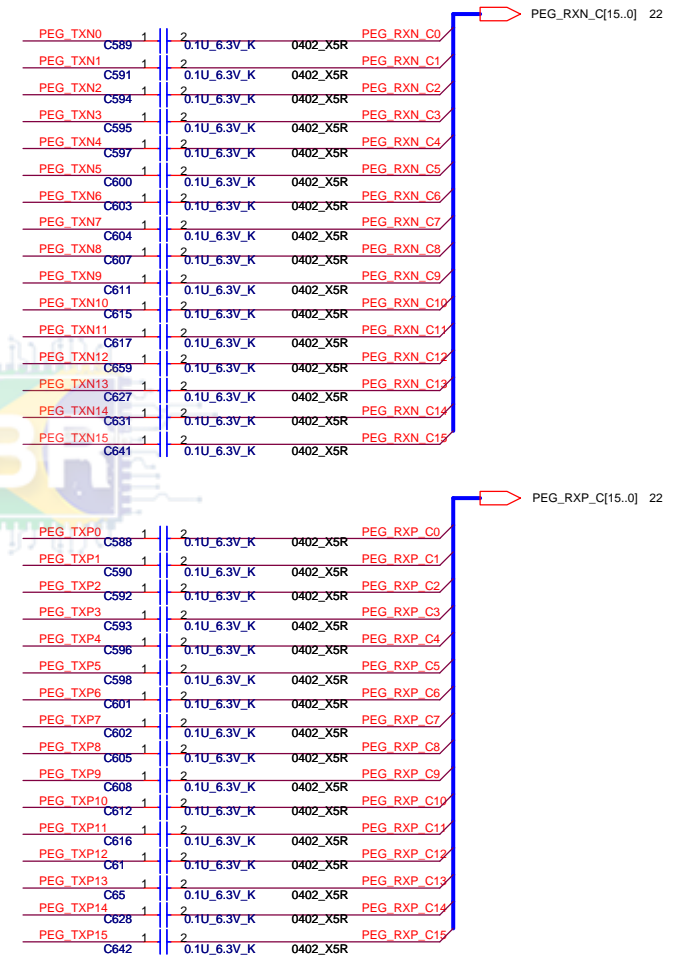 PEG_RXN_C[15..0] 22
PEG_TXN0 1 2 PEG_RXN_C0
C589 0.1U_6.3V_K 0402_X5R
PEG_TXN1 1 2 PEG_RXN_C1
C591 0.1U_6.3V_K 0402_X5R
PEG_TXN2 1 2 PEG_RXN_C2
C594 0.1U_6.3V_K 0402_X5R
PEG_TXN3 1 2 PEG_RXN_C3
C595 0.1U_6.3V_K 0402_X5R
PEG_TXN4 1 2 PEG_RXN_C4
C597 0.1U_6.3V_K 0402_X5R
PEG_TXN5 1 2 PEG_RXN_C5
C600 0.1U_6.3V_K 0402_X5R
PEG_TXN6 1 2 PEG_RXN_C6
C603 0.1U_6.3V_K 0402_X5R
PEG_TXN7 1 2 PEG_RXN_C7
C604 0.1U_6.3V_K 0402_X5R
PEG_TXN8 1 2 PEG_RXN_C8
C607 0.1U_6.3V_K 0402_X5R
PEG_TXN9 1 2 PEG_RXN_C9
C611 0.1U_6.3V_K 0402_X5R
PEG_TXN10 1 2 PEG_RXN_C10
C615 0.1U_6.3V_K 0402_X5R
PEG_TXN11 1 2 PEG_RXN_C11
C617 0.1U_6.3V_K 0402_X5R
PEG_TXN12 1 2 PEG_RXN_C12
C659 0.1U_6.3V_K 0402_X5R
PEG_TXN13 1 2 PEG_RXN_C13
C627 0.1U_6.3V_K 0402_X5R
PEG_TXN14 1 2 PEG_RXN_C14
C631 0.1U_6.3V_K 0402_X5R
PEG_TXN15 1 2 PEG_RXN_C15
C641 0.1U_6.3V_K 0402_X5R
BR
PEG_RXP_C[15..0] 22
PEG_TXP0 1 2 PEG_RXP_C0
C588 0.1U_6.3V_K 0402_X5R
PEG_TXP1 1 2 PEG_RXP_C1
C590 0.1U_6.3V_K 0402_X5R
PEG_TXP2 1 2 PEG_RXP_C2
C592 0.1U_6.3V_K 0402_X5R
PEG_TXP3 1 2 PEG_RXP_C3
C593 0.1U_6.3V_K 0402_X5R
PEG_TXP4 1 2 PEG_RXP_C4
C596 0.1U_6.3V_K 0402_X5R
PEG_TXP5 1 2 PEG_RXP_C5
C598 0.1U_6.3V_K 0402_X5R
PEG_TXP6 1 2 PEG_RXP_C6
C601 0.1U_6.3V_K 0402_X5R
PEG_TXP7 1 2 PEG_RXP_C7
C602 0.1U_6.3V_K 0402_X5R
PEG_TXP8 1 2 PEG_RXP_C8
C605 0.1U_6.3V_K 0402_X5R
PEG_TXP9 1 2 PEG_RXP_C9
C608 0.1U_6.3V_K 0402_X5R
PEG_TXP10 1 2 PEG_RXP_C10
C612 0.1U_6.3V_K 0402_X5R
PEG_TXP11 1 2 PEG_RXP_C11
C616 0.1U_6.3V_K 0402_X5R
PEG_TXP12 1 2 PEG_RXP_C12
C61 0.1U_6.3V_K 0402_X5R
PEG_TXP13 1 2 PEG_RXP_C13
C65 0.1U_6.3V_K 0402_X5R
PEG_TXP14 1 2 PEG_RXP_C14
C628 0.1U_6.3V_K 0402_X5R
PEG_TXP15 1 2 PEG_RXP_C15
C642 0.1U_6.3V_K 0402_X5R